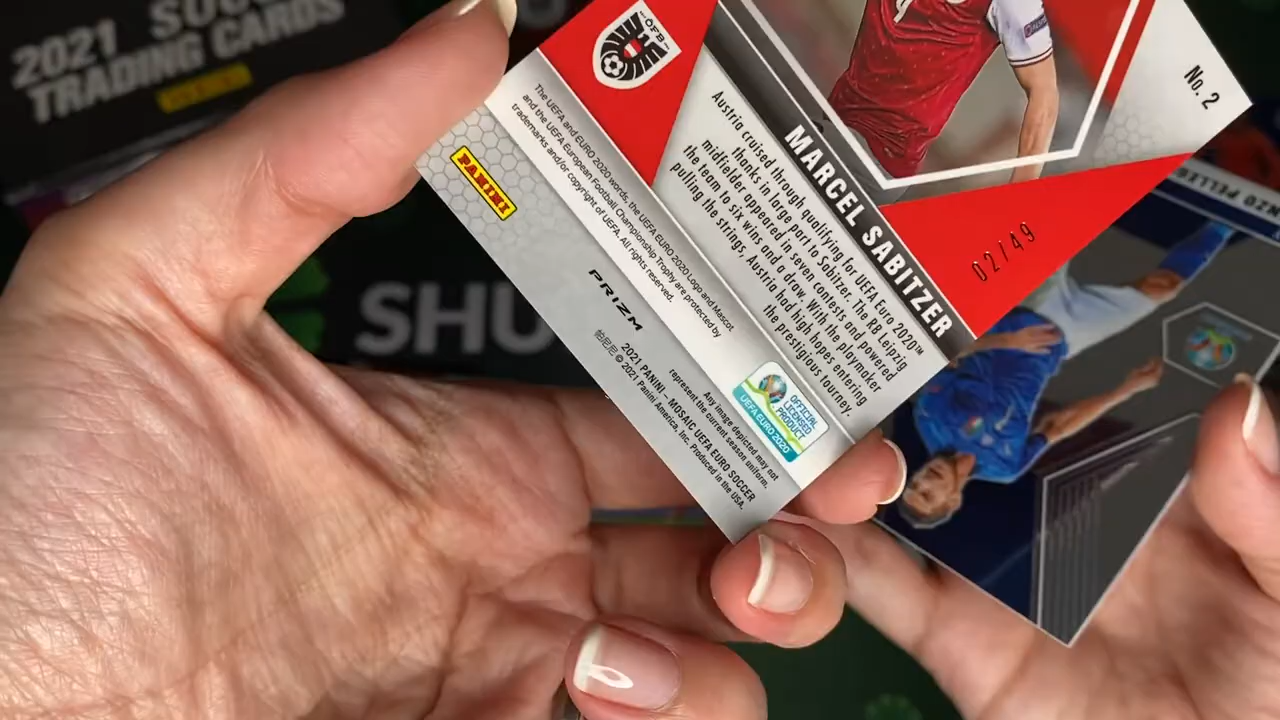 2021 SOCC
TRADING CARDS
PANINI
SHU
ÖFB
No. 2
02/49
MARCEL SABITZER
Austria cruised through qualifying for UEFA Euro 2020™
thanks in large part to Sabitzer. The RB Leipzig
midfielder appeared in seven contests and powered
the team to six wins and a draw. With the playmaker
pulling the strings, Austria had high hopes entering
the prestigious tourney.
The UEFA and EURO 2020 words, the UEFA EURO 2020 Logo and Mascot
and the UEFA European Football Championship Trophy are protected by
trademarks and/or copyright of UEFA. All rights reserved.
PANINI
PRIZM
OFFICIAL
LICENSED
PRODUCT
UEFA EURO 2020
Any image depicted may not
represent the current season uniform.
2021 PANINI – MOSAIC UEFA EURO SOCCER
© 2021 Panini America, Inc. Produced in the USA.
NZO PELLEG